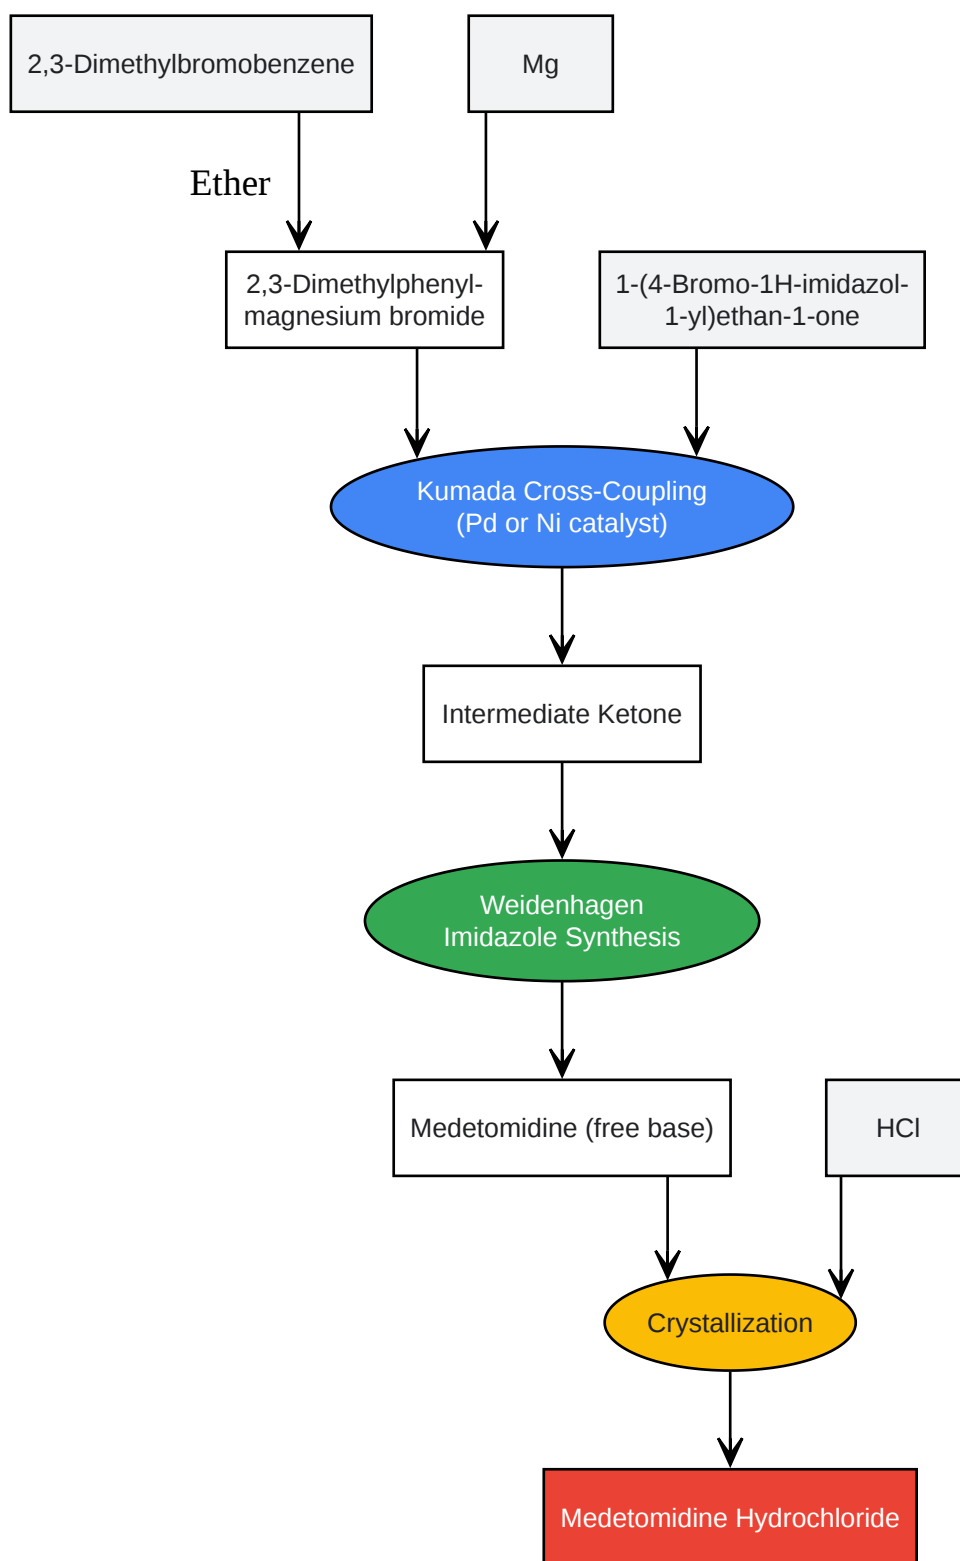 2,3-Dimethylbromobenzene
Mg
Ether
2,3-Dimethylphenyl-
magnesium bromide
1-(4-Bromo-1H-imidazol-
1-yl)ethan-1-one
Kumada Cross-Coupling
(Pd or Ni catalyst)
Intermediate Ketone
Weidenhagen
Imidazole Synthesis
Medetomidine (free base)
HCl
Crystallization
Medetomidine Hydrochloride